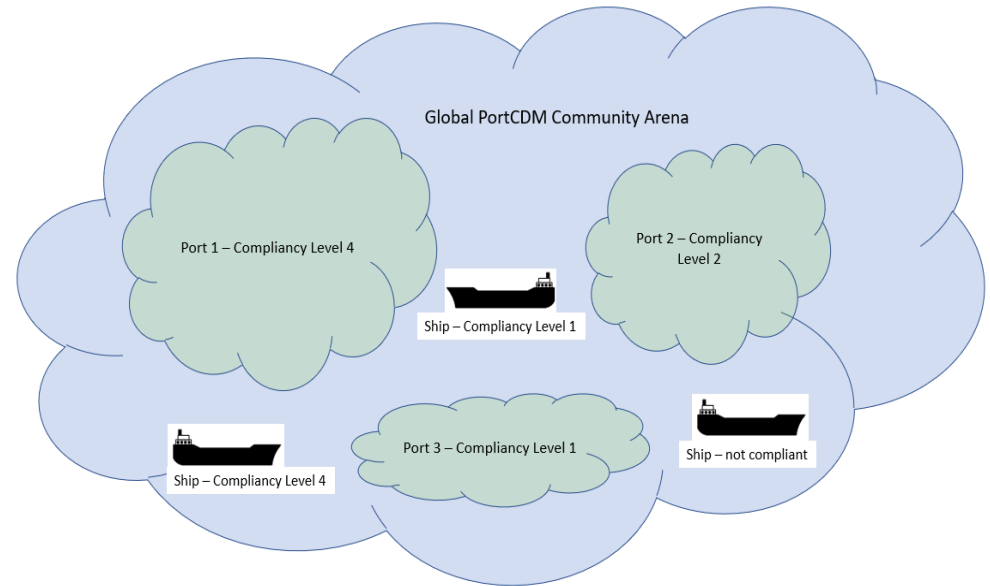 Global PortCDM Community Arena
Port 1 – Compliancy Level 4
Port 2 – Compliancy
Level 2
Ship – Compliancy Level 1
Port 3 – Compliancy Level 1
Ship – not compliant
Ship – Compliancy Level 4